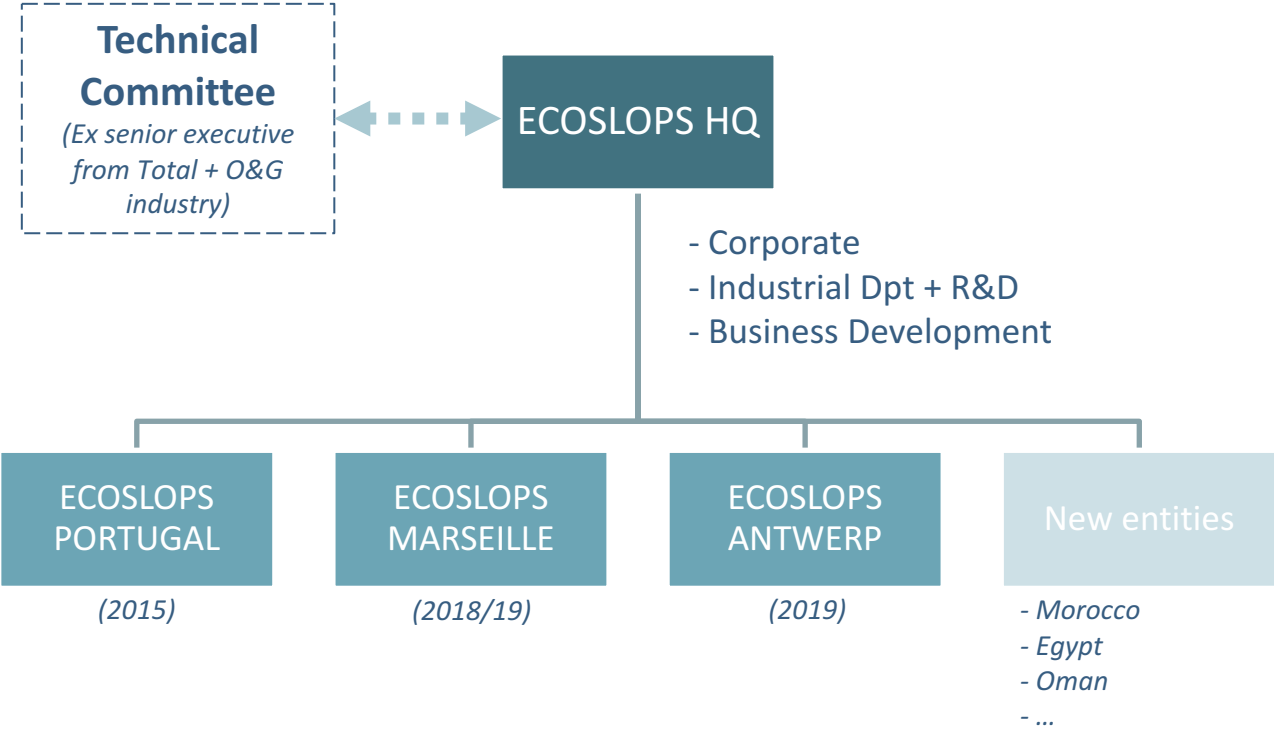 Technical
Committee
(Ex senior executive
from Total + O&G
industry)
ECOSLOPS HQ
- Corporate
- Industrial Dpt + R&D
- Business Development
ECOSLOPS
PORTUGAL
(2015)
ECOSLOPS
MARSEILLE
(2018/19)
ECOSLOPS
ANTWERP
(2019)
New entities
- Morocco
- Egypt
- Oman
- ...